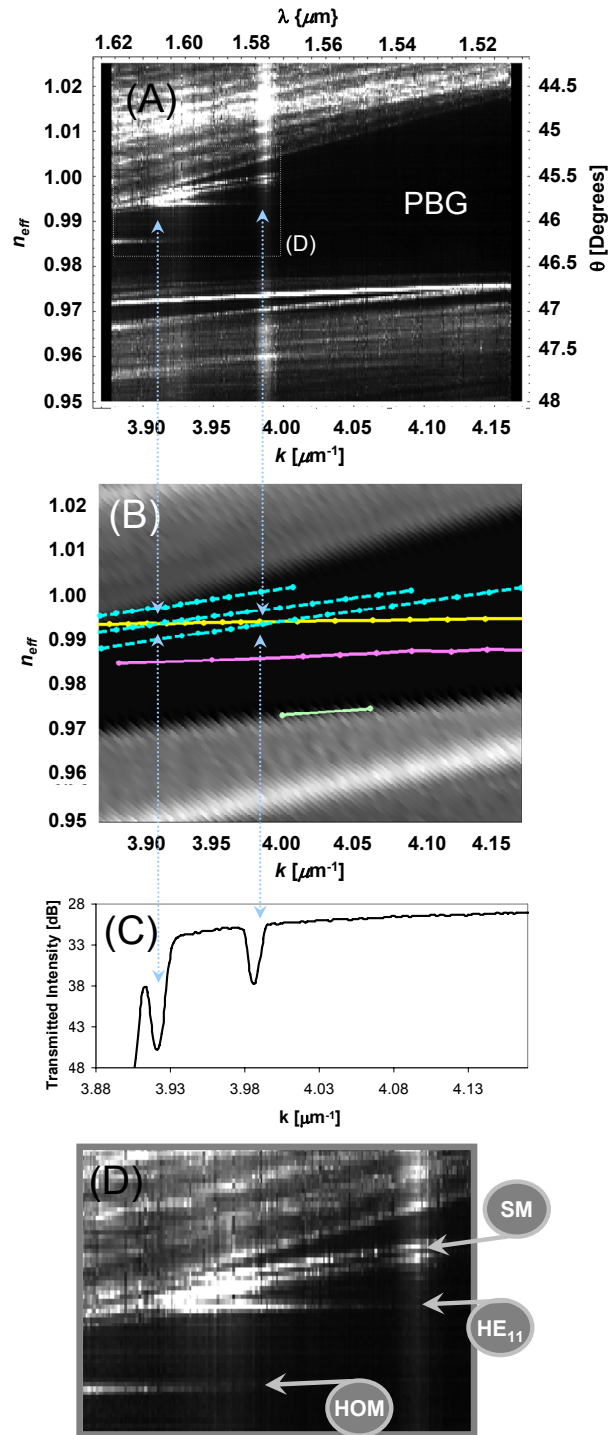 λ {μm}
1.62 1.60 1.58 1.56 1.54 1.52
(A)
1.02
1.01
1.00
0.99
0.98
0.97
0.96
0.95
n_eff
44.5
45
45.5
46
46.5
47
47.5
48
θ [Degrees]
PBG
(D)
3.90 3.95 4.00 4.05 4.10 4.15
k [μm⁻¹]
(B)
1.02
1.01
1.00
0.99
0.98
0.97
0.96
0.95
n_eff
3.90 3.95 4.00 4.05 4.10 4.15
k [μm⁻¹]
(C)
Transmitted Intensity [dB]
28
33
38
43
48
3.88 3.93 3.98 4.03 4.08 4.13
k [μm⁻¹]
(D)
SM
HE₁₁
HOM